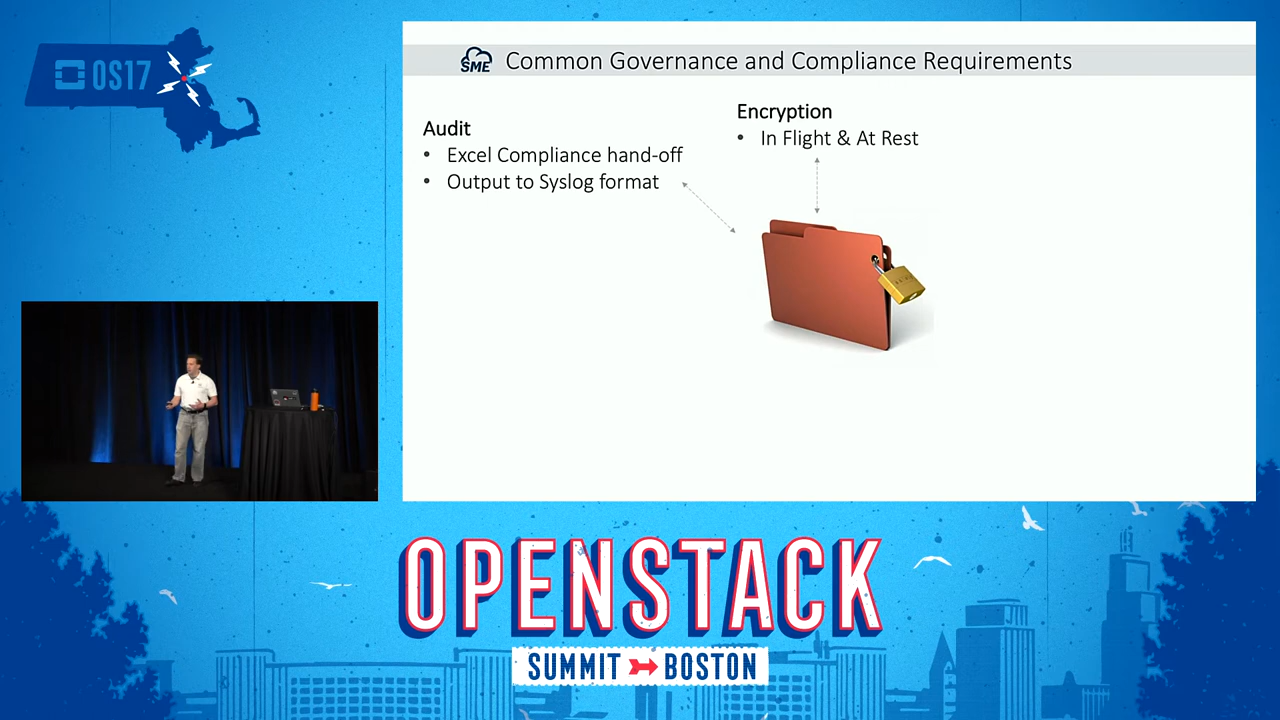 OS17
SME
Common Governance and Compliance Requirements
Audit
• Excel Compliance hand-off
• Output to Syslog format
Encryption
• In Flight & At Rest
OPENSTACK
SUMMIT BOSTON